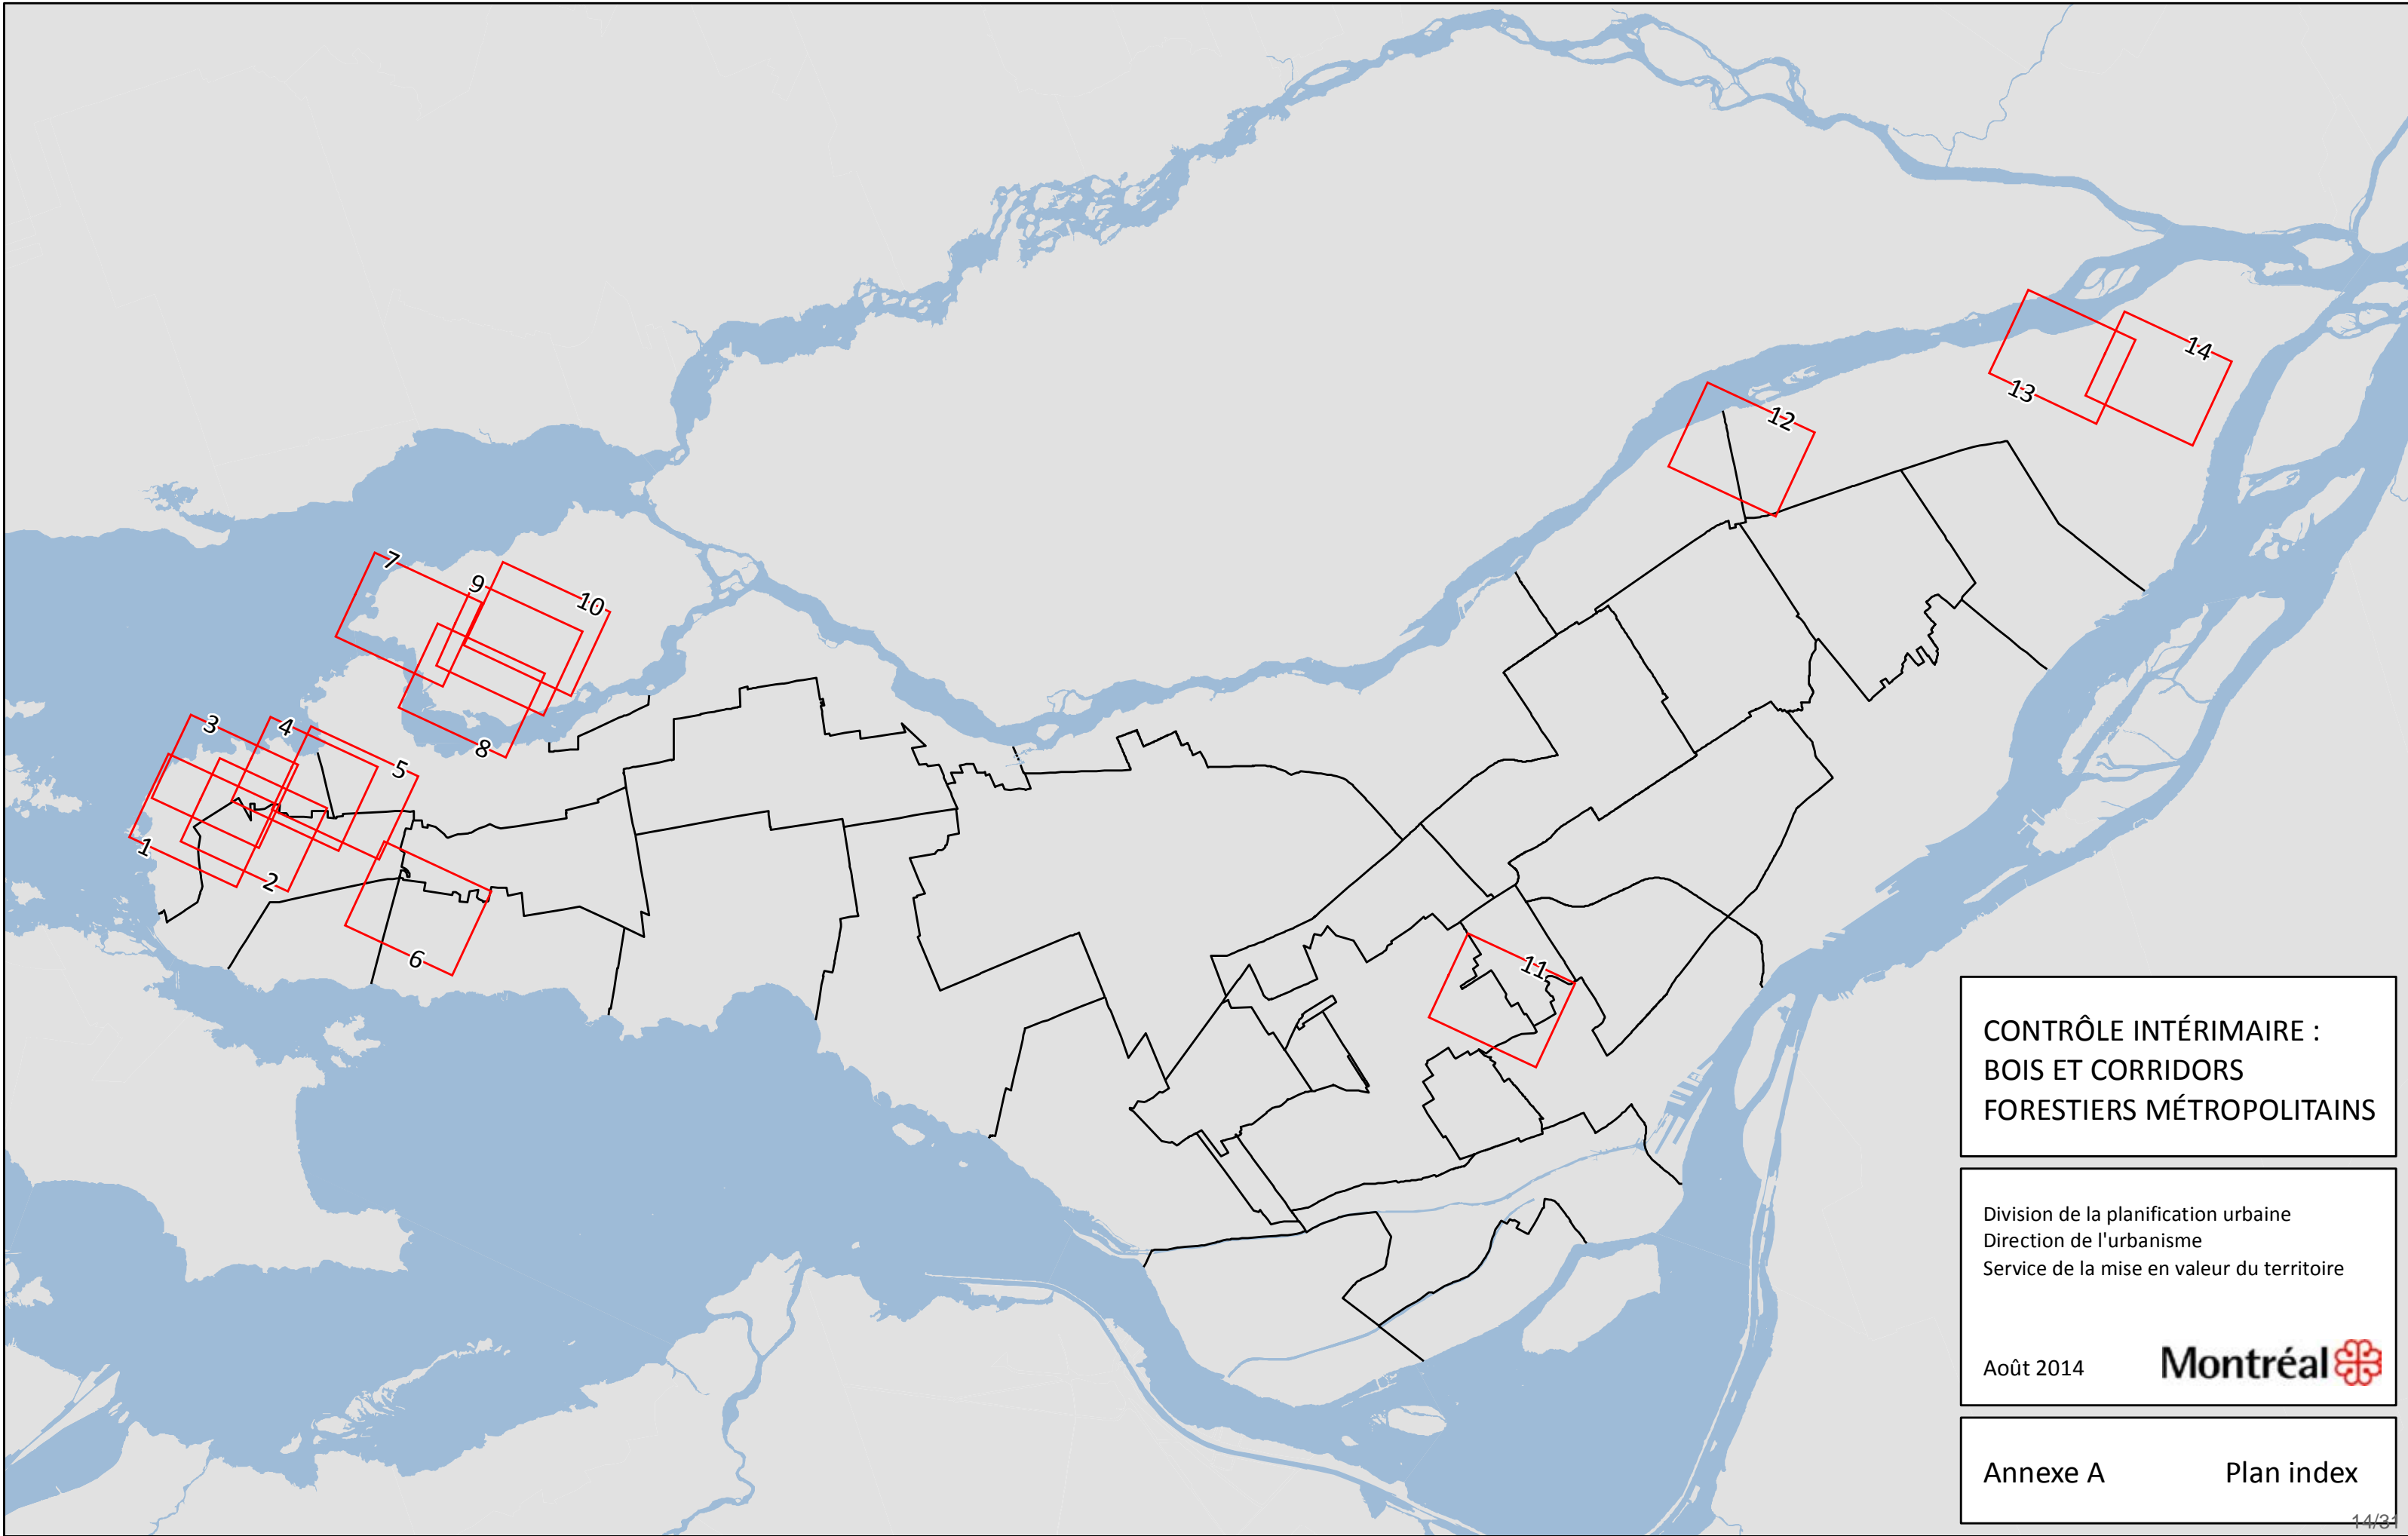 14
13
12
7
9
10
3
4
8
5
1
2
6
11
CONTRÔLE INTÉRIMAIRE :
BOIS ET CORRIDORS
FORESTIERS MÉTROPOLITAINS
Division de la planification urbaine
Direction de l'urbanisme
Service de la mise en valeur du territoire
Août 2014
Montréal
Annexe A
Plan index